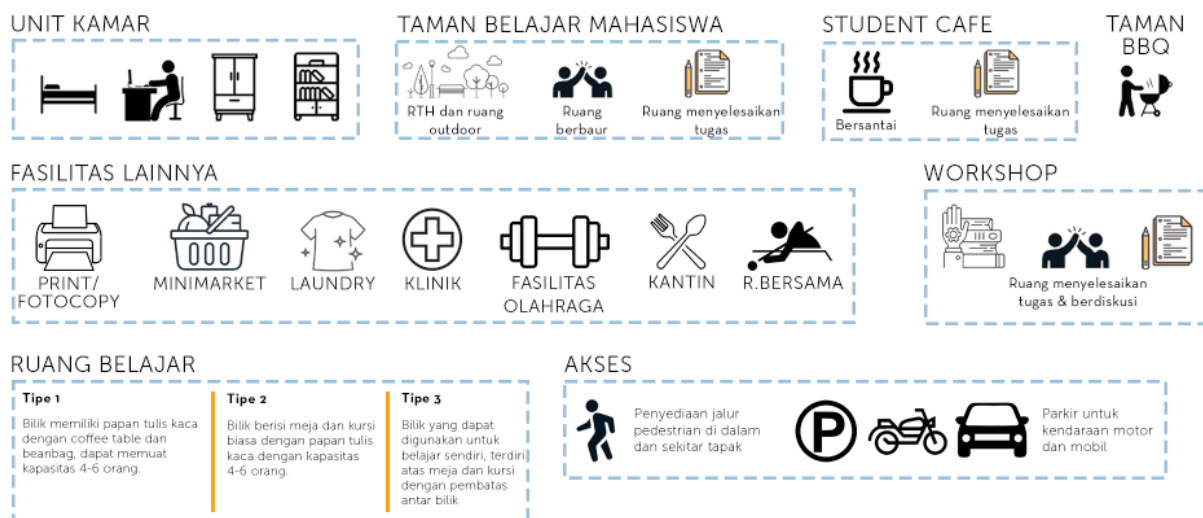 UNIT KAMAR
TAMAN BELAJAR MAHASISWA
RTH dan ruang
outdoor
Ruang
berbaur
Ruang menyelesaikan
tugas
STUDENT CAFE
Bersantai
Ruang menyelesaikan
tugas
TAMAN
BBQ
FASILITAS LAINNYA
PRINT/
FOTOCOPY
MINIMARKET
LAUNDRY
KLINIK
FASILITAS
OLAHRAGA
KANTIN
R.BERSAMA
WORKSHOP
Ruang menyelesaikan
tugas & berdiskusi
RUANG BELAJAR
Tipe 1
Bilik memiliki papan tulis kaca
dengan coffee table dan
beanbag, dapat memuat
kapasitas 4-6 orang.
Tipe 2
Bilik berisi meja dan kursi
biasa dengan papan tulis
kaca dengan kapasitas
4-6 orang.
Tipe 3
Bilik yang dapat
digunakan untuk
belajar sendiri, terdiri
atas meja dan kursi
dengan pembatas
antar bilik
AKSES
Penyediaan jalur
pedestrian di dalam
dan sekitar tapak
P
Parkir untuk
kendaraan motor
dan mobil